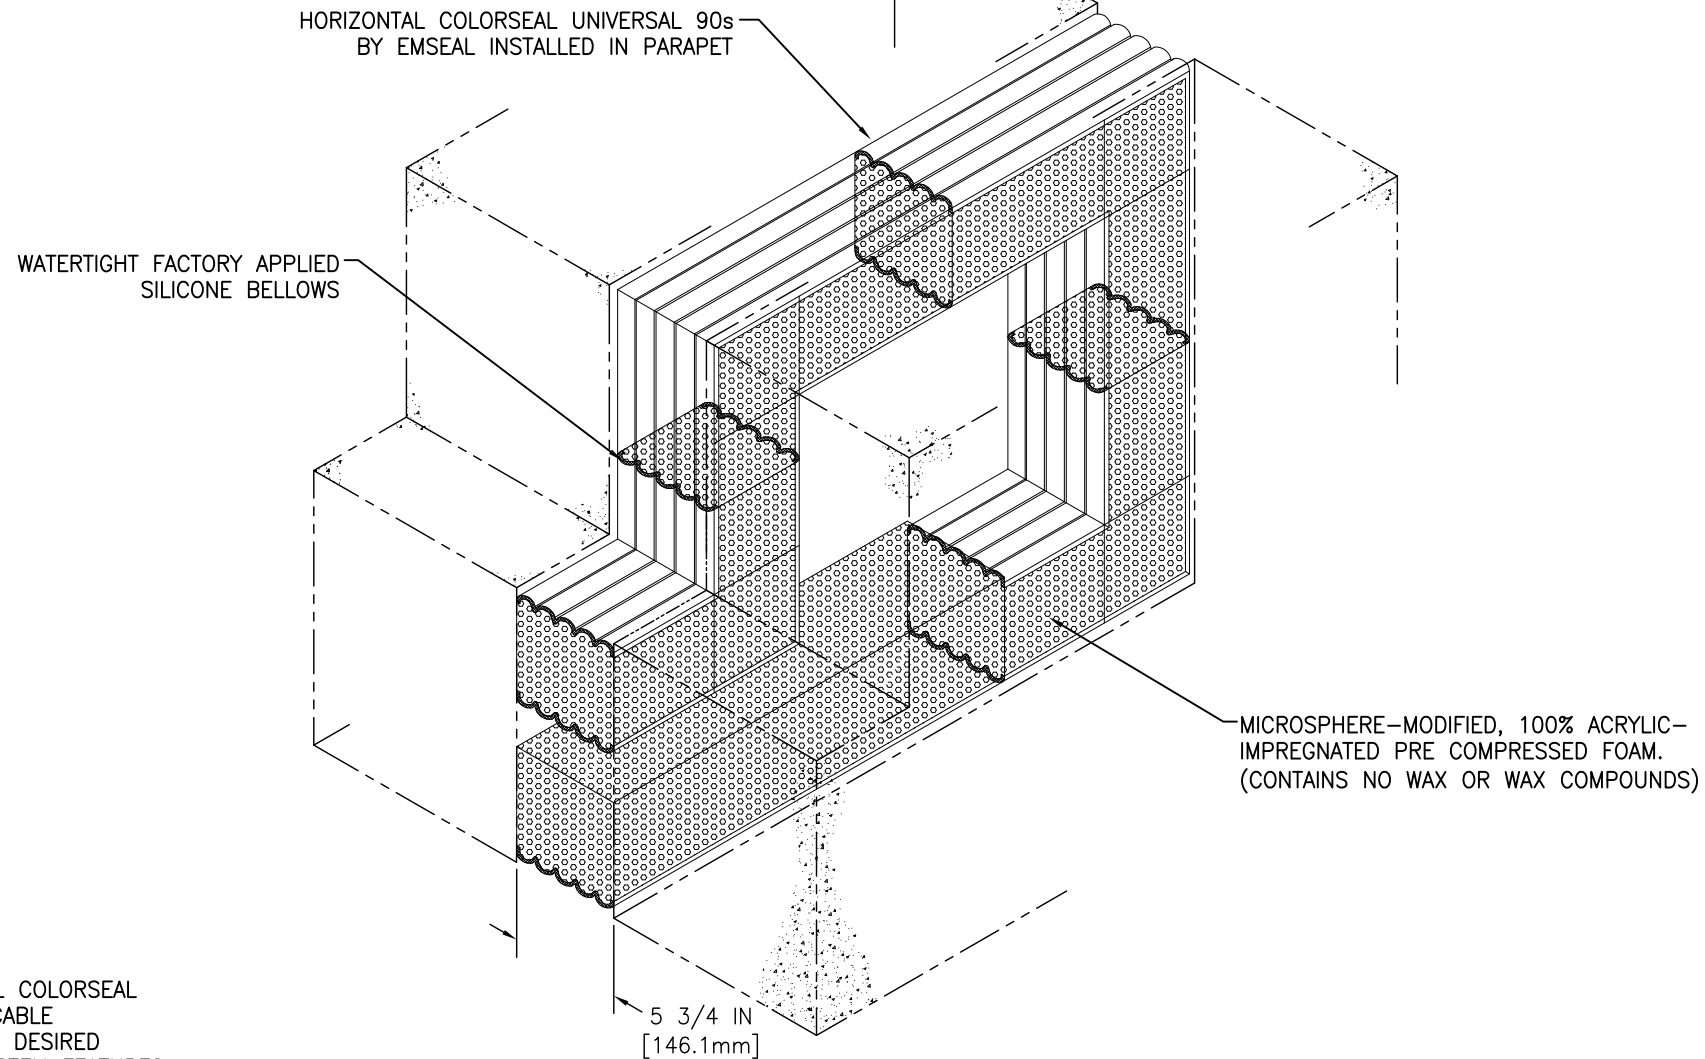 HORIZONTAL COLORSEAL UNIVERSAL 90s
BY EMSEAL INSTALLED IN PARAPET
WATERTIGHT FACTORY APPLIED
SILICONE BELLOWS
MICROSPHERE-MODIFIED, 100% ACRYLIC-
IMPREGNATED PRE COMPRESSED FOAM.
(CONTAINS NO WAX OR WAX COMPOUNDS)
COLORSEAL
DESIRED
5 3/4 IN
[146.1mm]